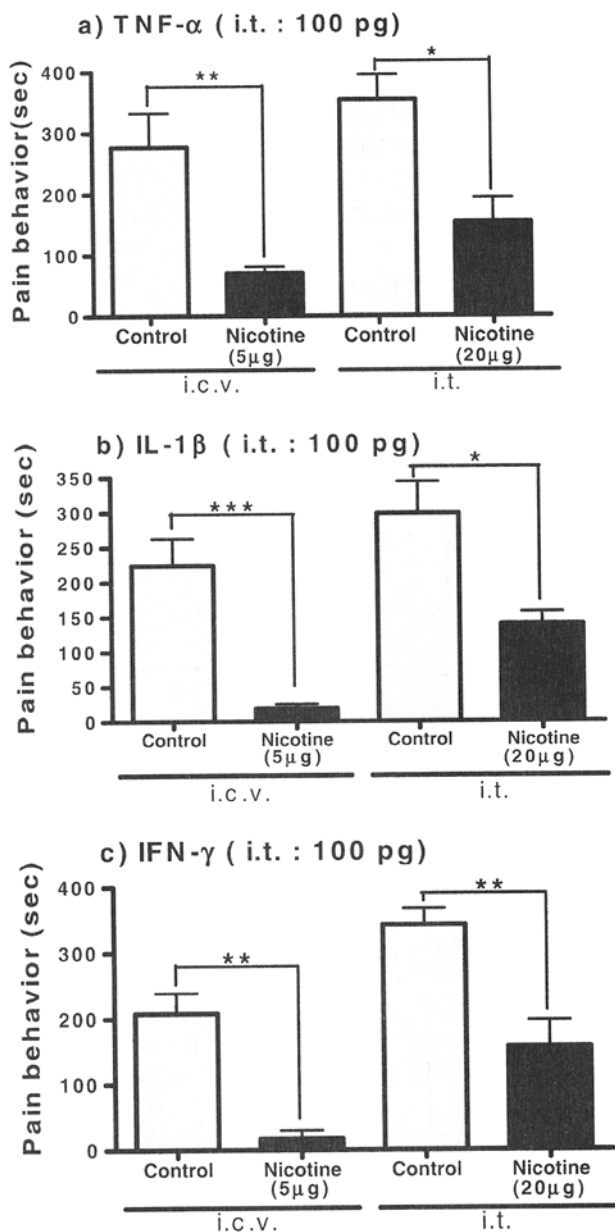 a) TNF-α ( i.t. : 100 pg)
Pain behavior(sec)
400
300
200
100
0
**
*
Control
Nicotine
(5μg)
Control
Nicotine
(20μg)
i.c.v.
i.t.
b) IL-1β ( i.t. : 100 pg)
Pain behavior (sec)
350
300
250
200
150
100
50
0
***
*
Control
Nicotine
(5μg)
Control
Nicotine
(20μg)
i.c.v.
i.t.
c) IFN-γ ( i.t. : 100 pg)
Pain behavior (sec)
400
300
200
100
0
**
**
Control
Nicotine
(5μg)
Control
Nicotine
(20μg)
i.c.v.
i.t.